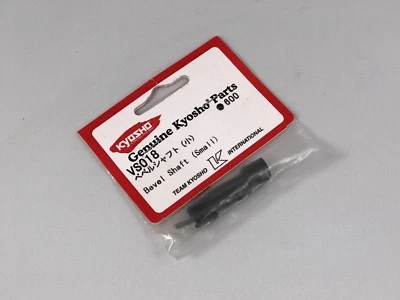 KYOSHO
Genuine Kyosho Parts
VS018
●600
ベベルシャフト(小)
Bevel Shaft (Small)
TEAM KYOSHO K INTERNATIONAL